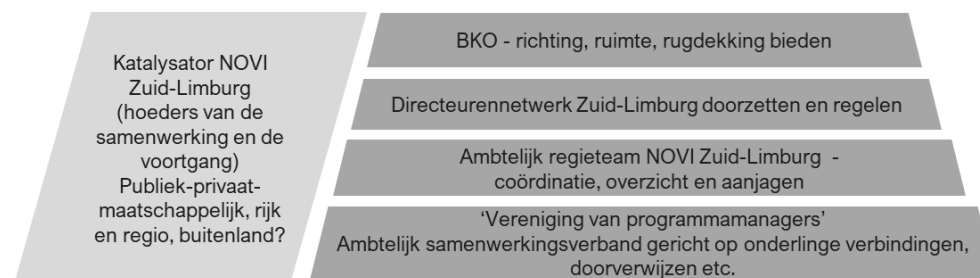 Katalysator NOVI
Zuid-Limburg
(hoeders van de
samenwerking en de
voortgang)
Publiek-privaat-
maatschappelijk, rijk
en regio, buitenland?
BKO - richting, ruimte, rugdekking bieden
Directeurennetwerk Zuid-Limburg doorzetten en regelen
Ambtelijk regieteam NOVI Zuid-Limburg -
coördinatie, overzicht en aanjagen
‘Vereniging van programmamanagers’
Ambtelijk samenwerkingsverband gericht op onderlinge verbindingen,
doorverwijzen etc.